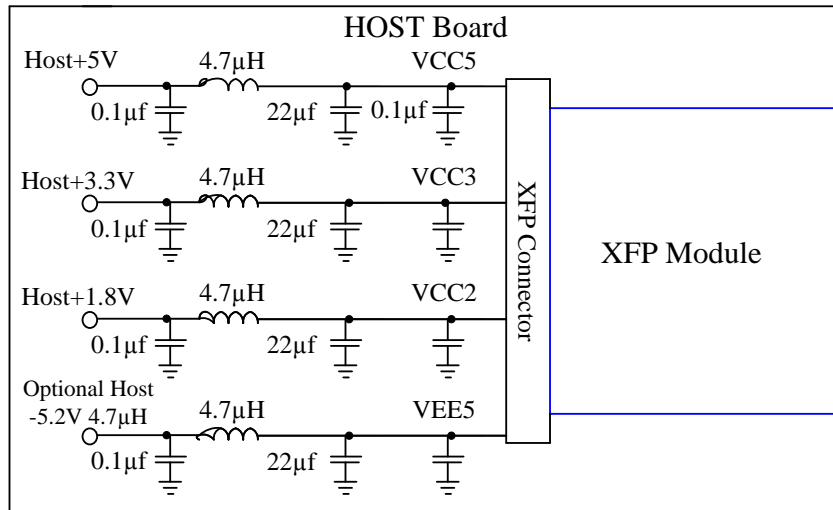 HOST Board
Host+5V
4.7µH
VCC5
0.1µf
22µf
0.1µf
Host+3.3V
4.7µH
VCC3
0.1µf
22µf
Host+1.8V
4.7µH
VCC2
0.1µf
22µf
Optional Host
-5.2V 4.7µH
4.7µH
VEE5
0.1µf
22µf
XFP Connector
XFP Module